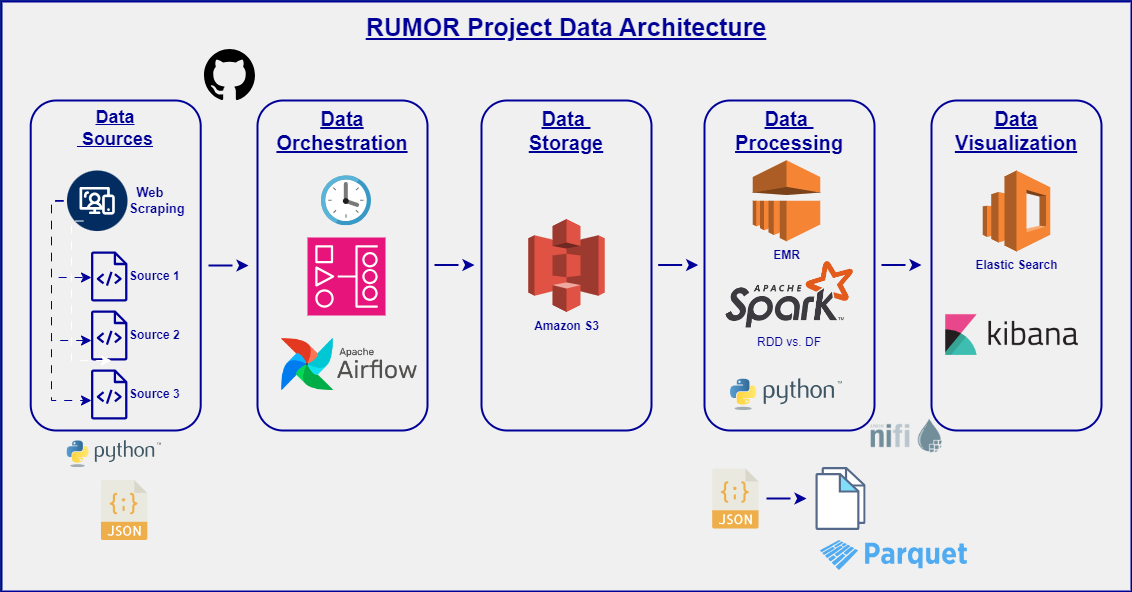 RUMOR Project Data Architecture
Data
Sources
Web
Scraping
</>
Source 1
</>
Source 2
</>
Source 3
python™
{;}
JSON
Data
Orchestration
Apache
Airflow
Data
Storage
Amazon S3
Data
Processing
EMR
APACHE
Spark™
RDD vs. DF
python™
nifi
{;}
JSON
Parquet
Data
Visualization
Elastic Search
kibana